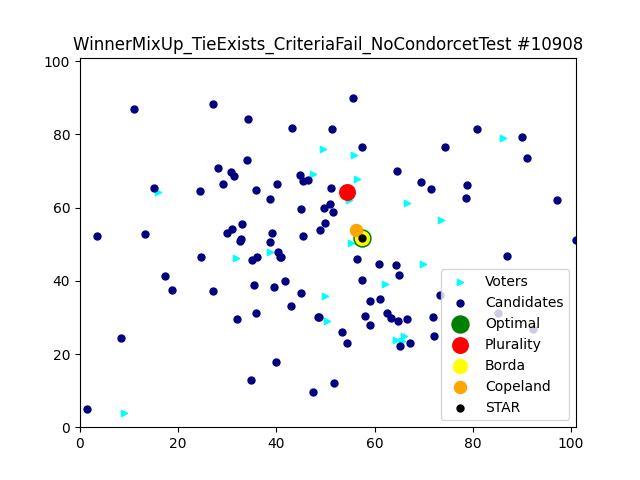 WinnerMixUp_TieExists_CriteriaFail_NoCondorcetTest #10908
100
80
60
40
20
0
0 20 40 60 80 100
Voters
Candidates
Optimal
Plurality
Borda
Copeland
STAR